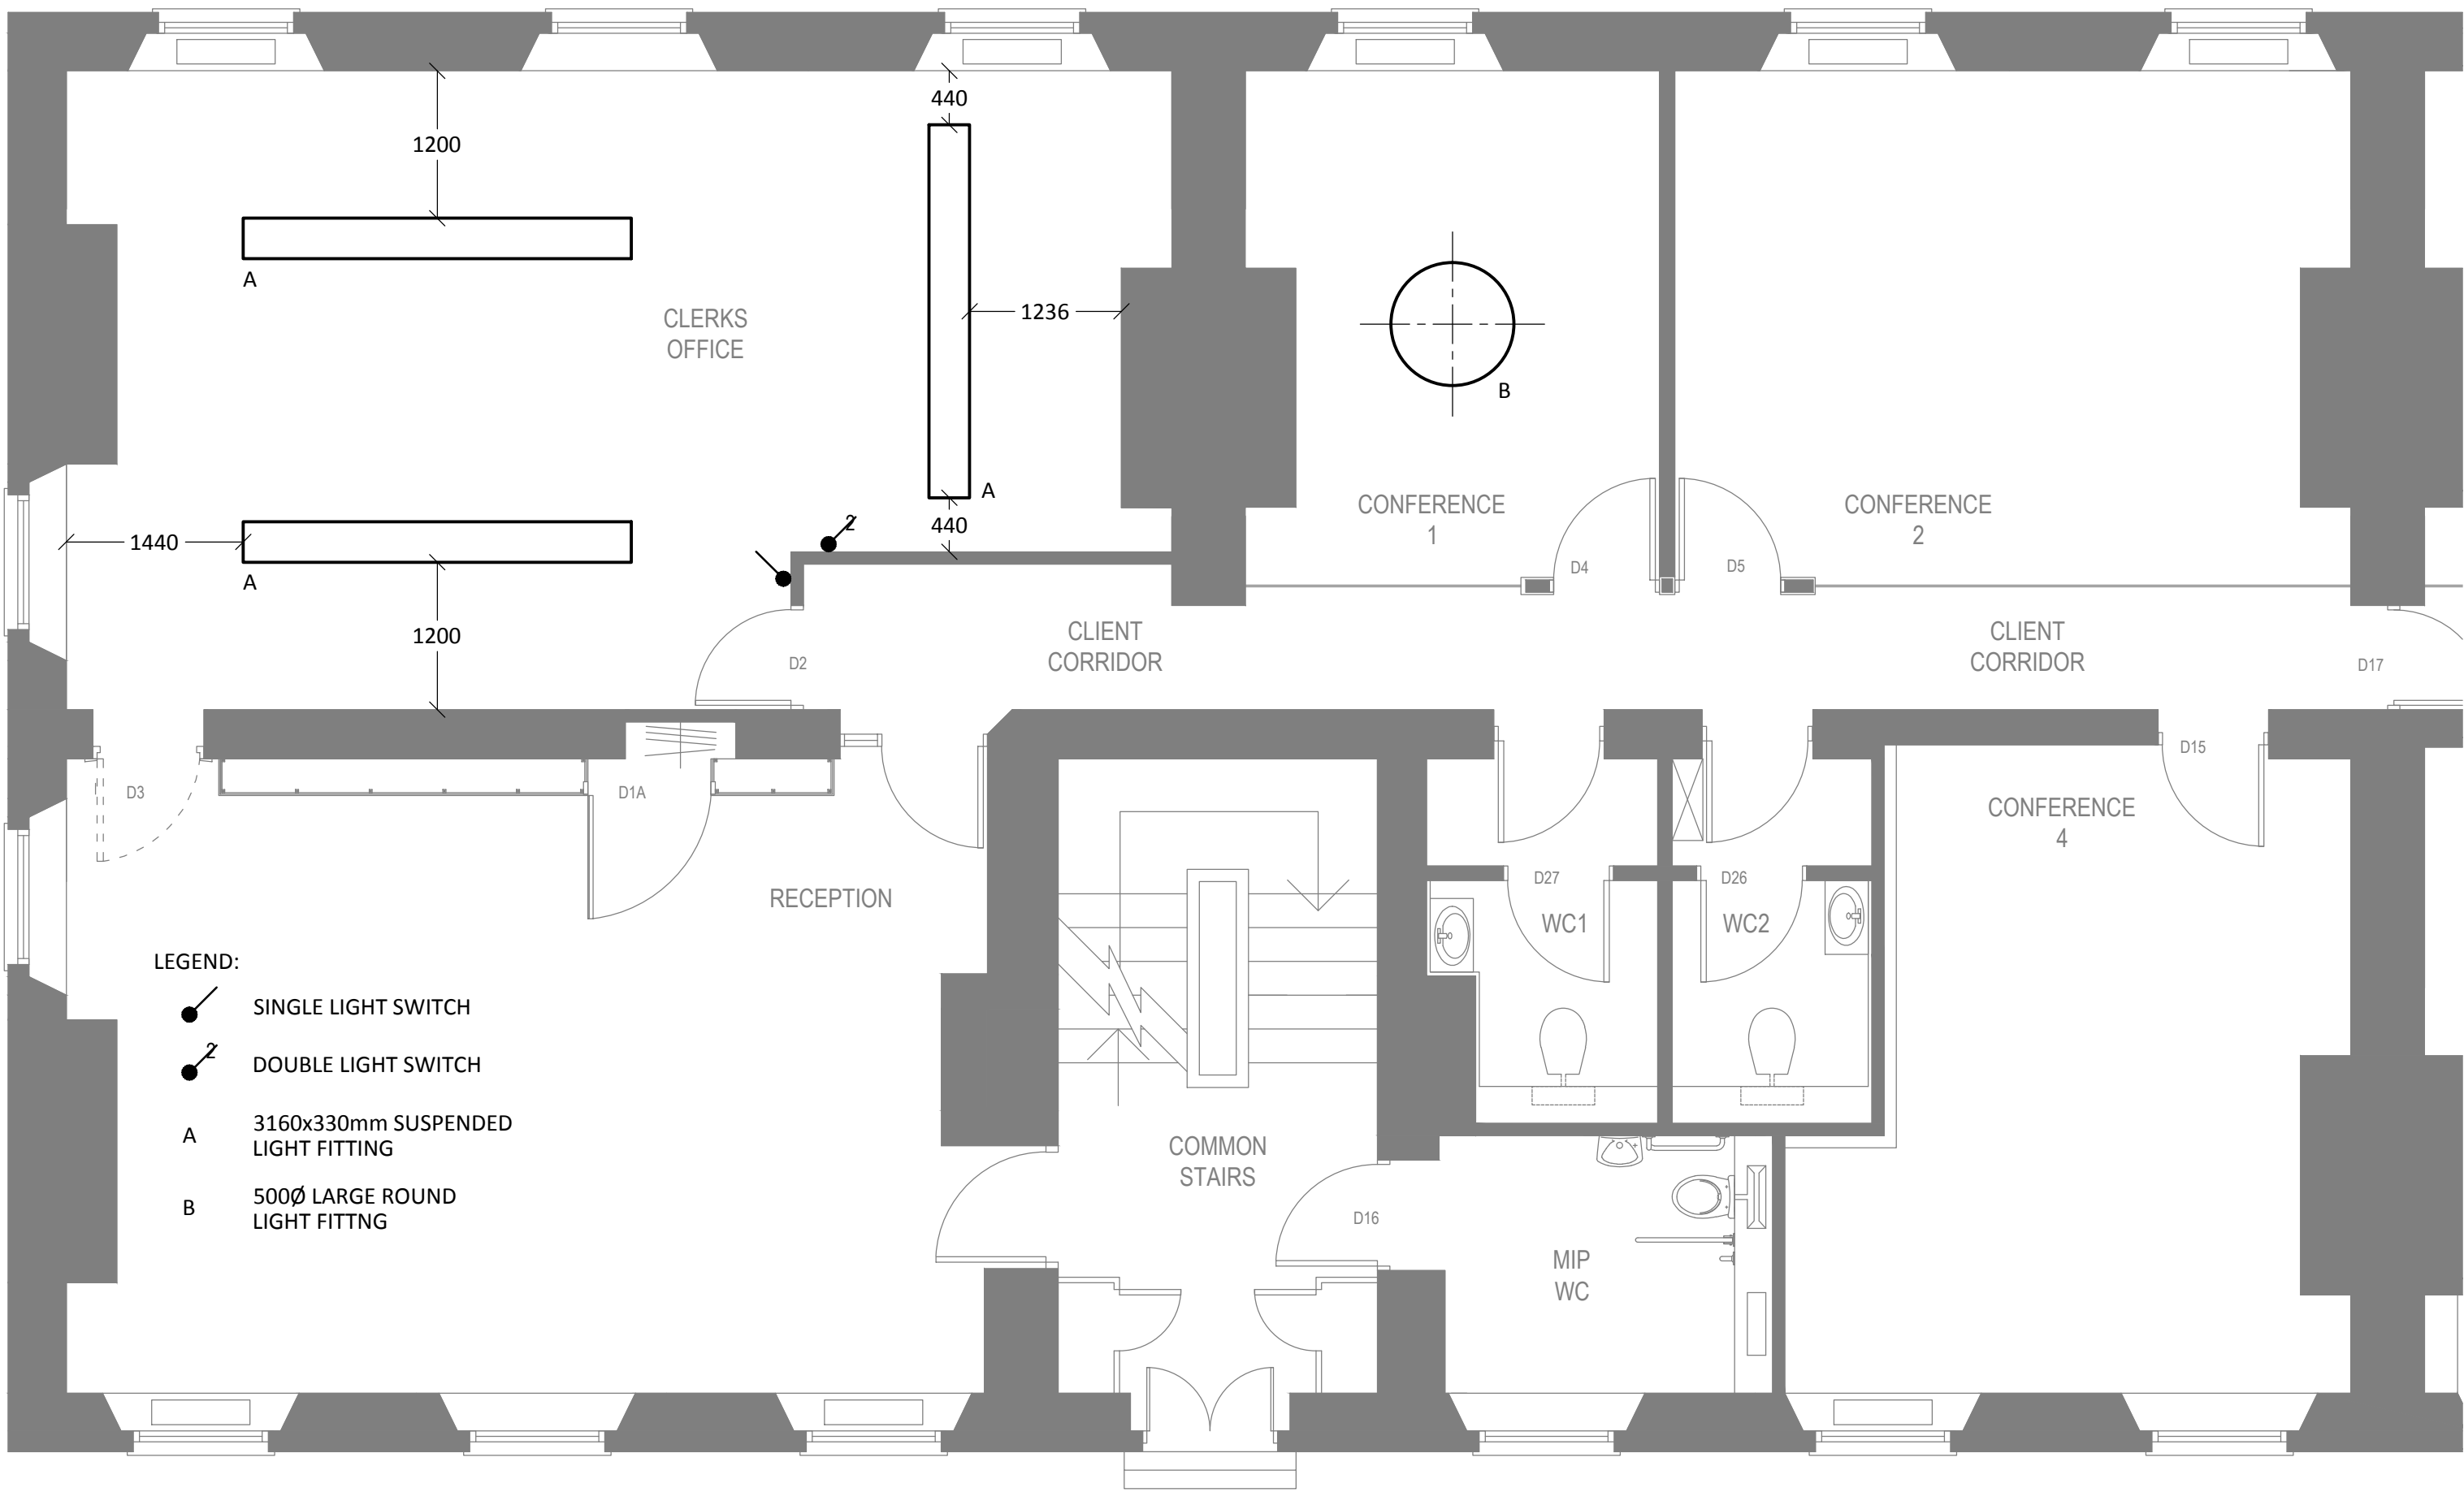 440
1200
A
CLERKS
OFFICE
1236
B
A
CONFERENCE
1
CONFERENCE
2
2
440
1440
A
1200
D4
D5
CLIENT
CORRIDOR
CLIENT
CORRIDOR
D2
D17
D3
D1A
D15
CONFERENCE
4
RECEPTION
D27
D26
WC1
WC2
LEGEND:
SINGLE LIGHT SWITCH
2
DOUBLE LIGHT SWITCH
A
3160x330mm SUSPENDED
LIGHT FITTING
B
500Ø LARGE ROUND
LIGHT FITTNG
COMMON
STAIRS
D16
MIP
WC